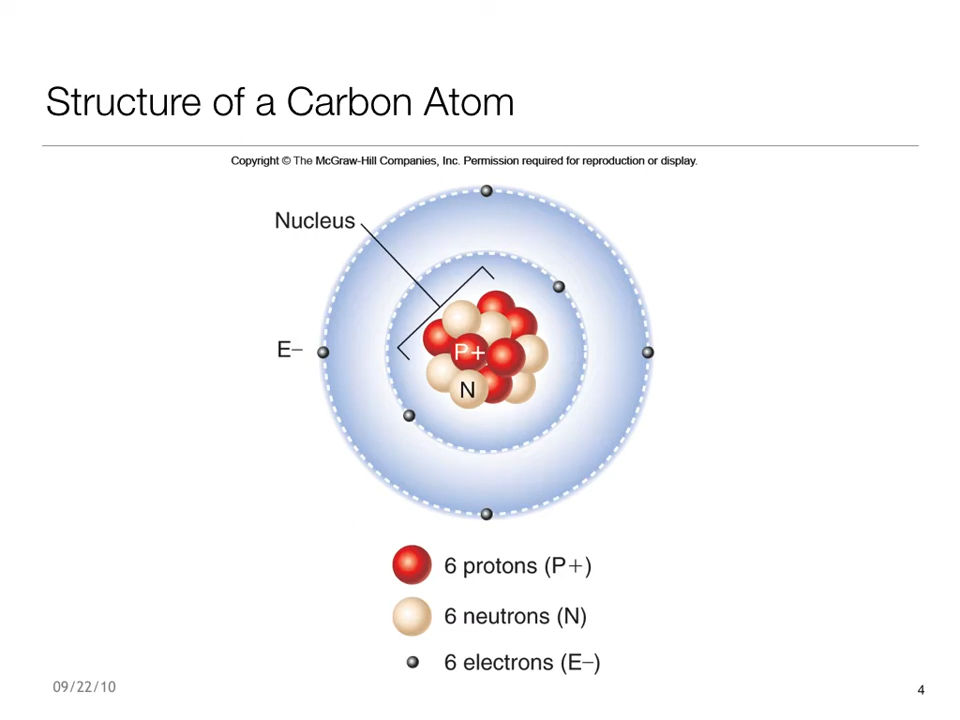 Structure of a Carbon Atom
Copyright © The McGraw-Hill Companies, Inc. Permission required for reproduction or display.
Nucleus
E–
P+
N
6 protons (P+)
6 neutrons (N)
6 electrons (E–)
09/22/10
4